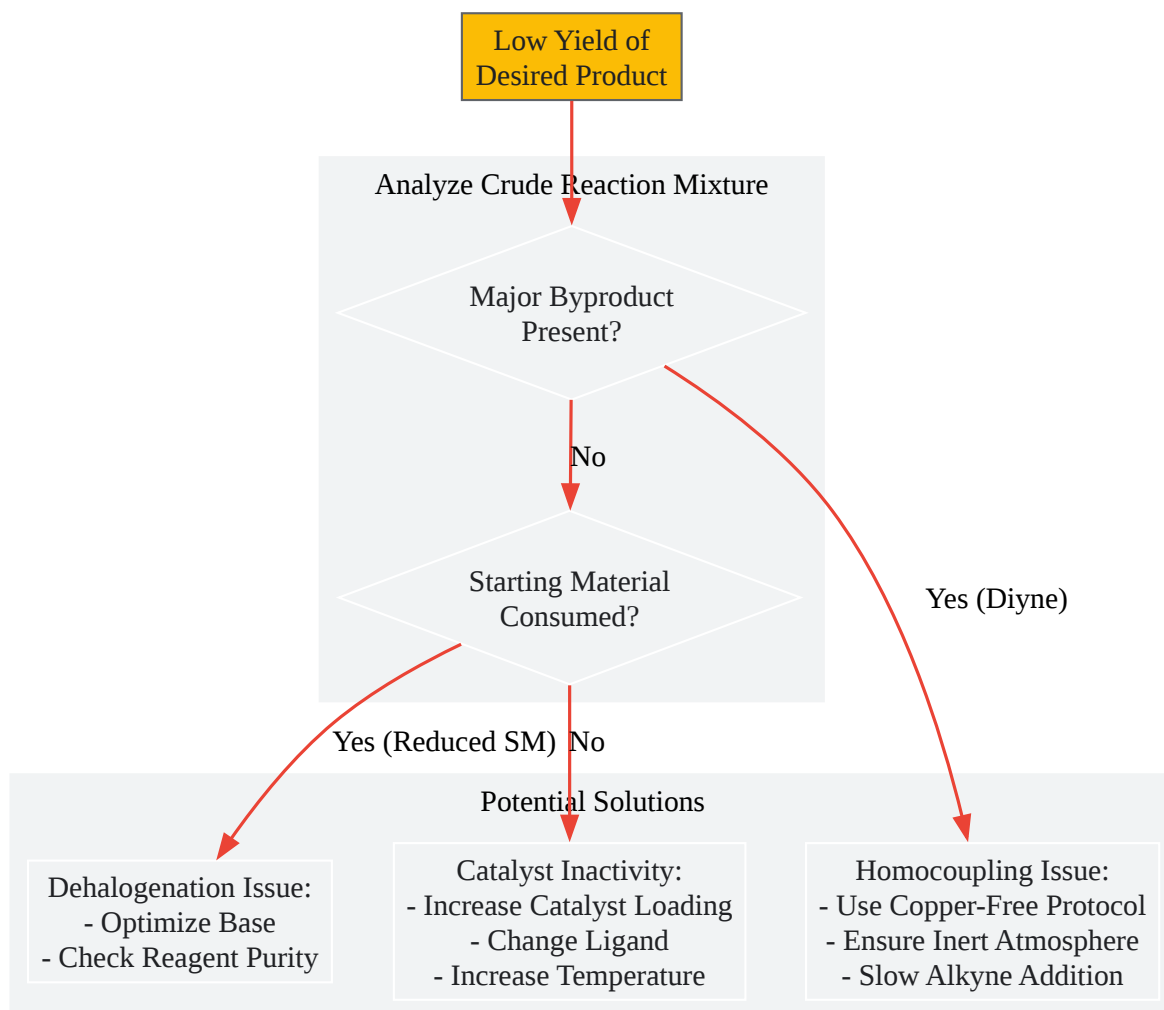 Low Yield of
Desired Product
Analyze Crude Reaction Mixture
Major Byproduct
Present?
No
Starting Material
Consumed?
Yes (Diyne)
Yes (Reduced SM)
No
Potential Solutions
Dehalogenation Issue:
- Optimize Base
- Check Reagent Purity
Catalyst Inactivity:
- Increase Catalyst Loading
- Change Ligand
- Increase Temperature
Homocoupling Issue:
- Use Copper-Free Protocol
- Ensure Inert Atmosphere
- Slow Alkyne Addition